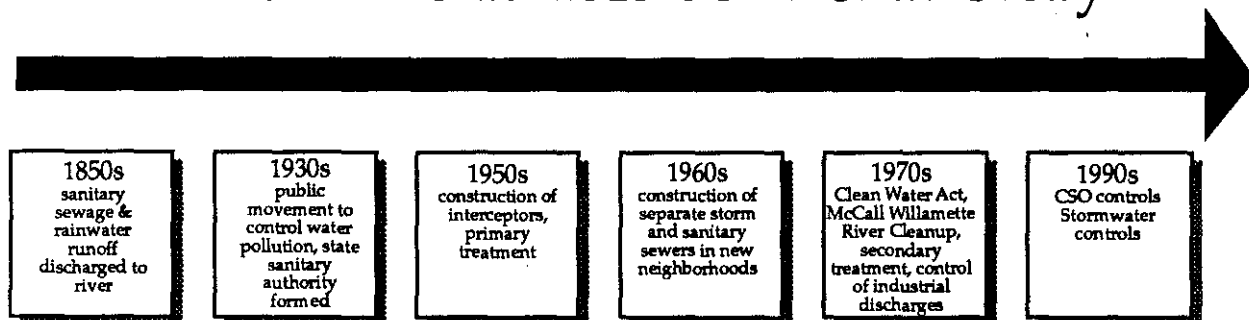 1850s
sanitary
sewage &
rainwater
runoff
discharged to
river
1930s
public
movement to
control water
pollution, state
sanitary
authority
formed
1950s
construction of
interceptors,
primary
treatment
1960s
construction of
separate storm
and sanitary
sewers in new
neighborhoods
1970s
Clean Water Act,
McCall Willamette
River Cleanup,
secondary
treatment, control
of industrial
discharges
1990s
CSO controls
Stormwater
controls